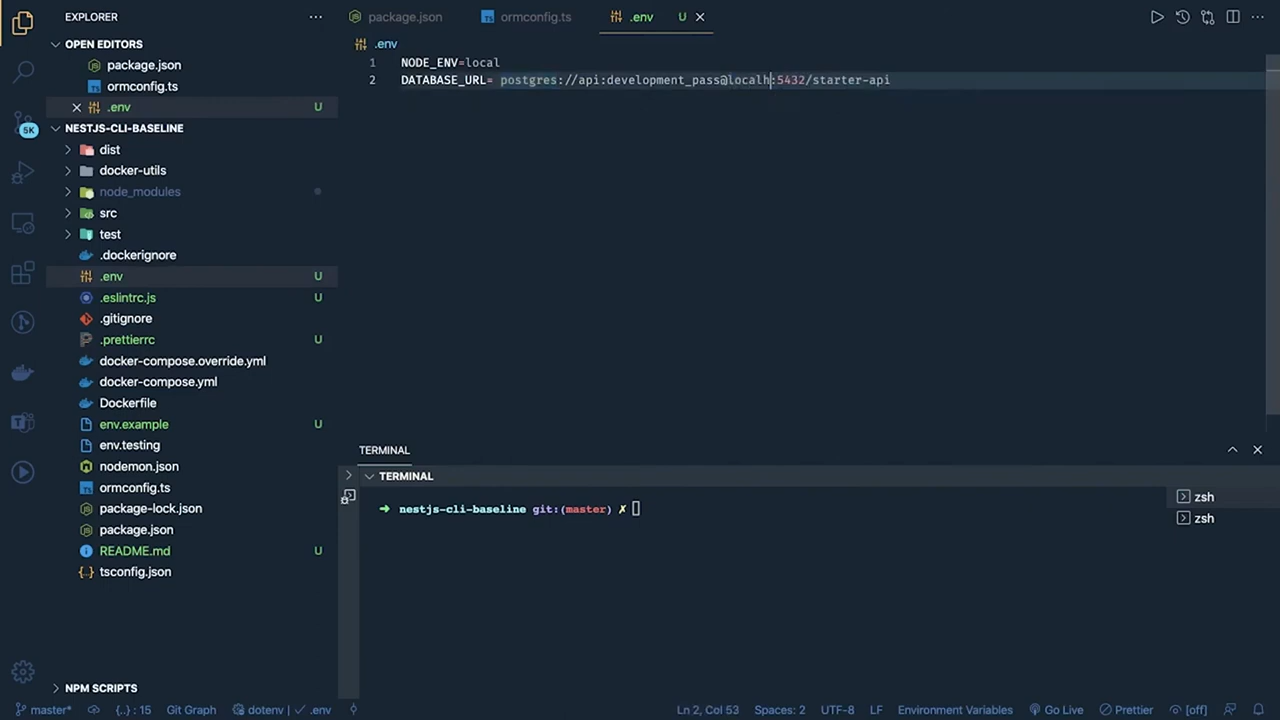 EXPLORER
···
package.json
ormconfig.ts
.env
U
OPEN EDITORS
package.json
ormconfig.ts
.env
U
NESTJS-CLI-BASELINE
dist
docker-utils
node_modules
src
test
.dockerignore
.env
U
.eslintrc.js
U
.gitignore
.prettierrc
U
docker-compose.override.yml
docker-compose.yml
Dockerfile
env.example
U
env.testing
nodemon.json
ormconfig.ts
package-lock.json
package.json
README.md
U
tsconfig.json
NPM SCRIPTS
5K
.env
1 NODE_ENV=local
2 DATABASE_URL= postgres://api:development_pass@localh:5432/starter-api
TERMINAL
TERMINAL
➜ nestjs-cli-baseline git:(master) ✗
zsh
zsh
master*
{..} : 15
Git Graph
dotenv
.env
Ln 2, Col 53
Spaces: 2
UTF-8
LF
Environment Variables
Go Live
Prettier
[off]